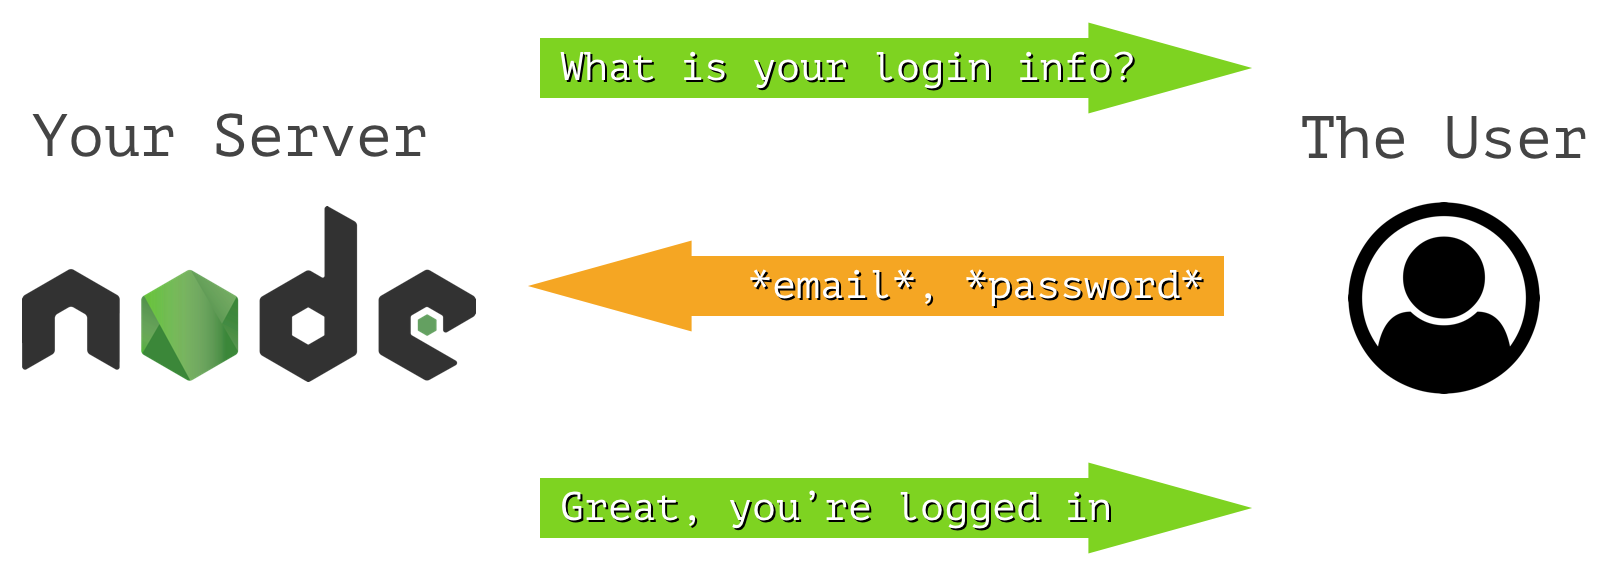 What is your login info?
Your Server
The User
node
*email*, *password*
Great, you’re logged in